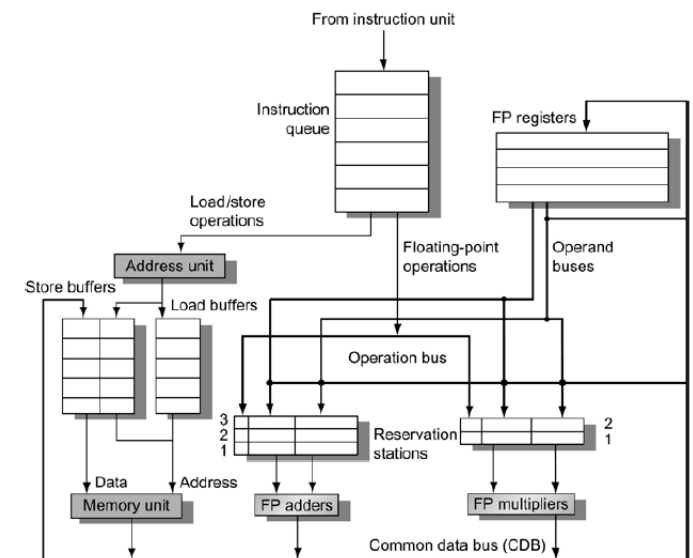 From instruction unit
Instruction
queue
FP registers
Load/store
operations
Floating-point
operations
Operand
buses
Address unit
Store buffers
Load buffers
Operation bus
3
2
1
Reservation
stations
2
1
Data
Address
Memory unit
FP adders
FP multipliers
Common data bus (CDB)